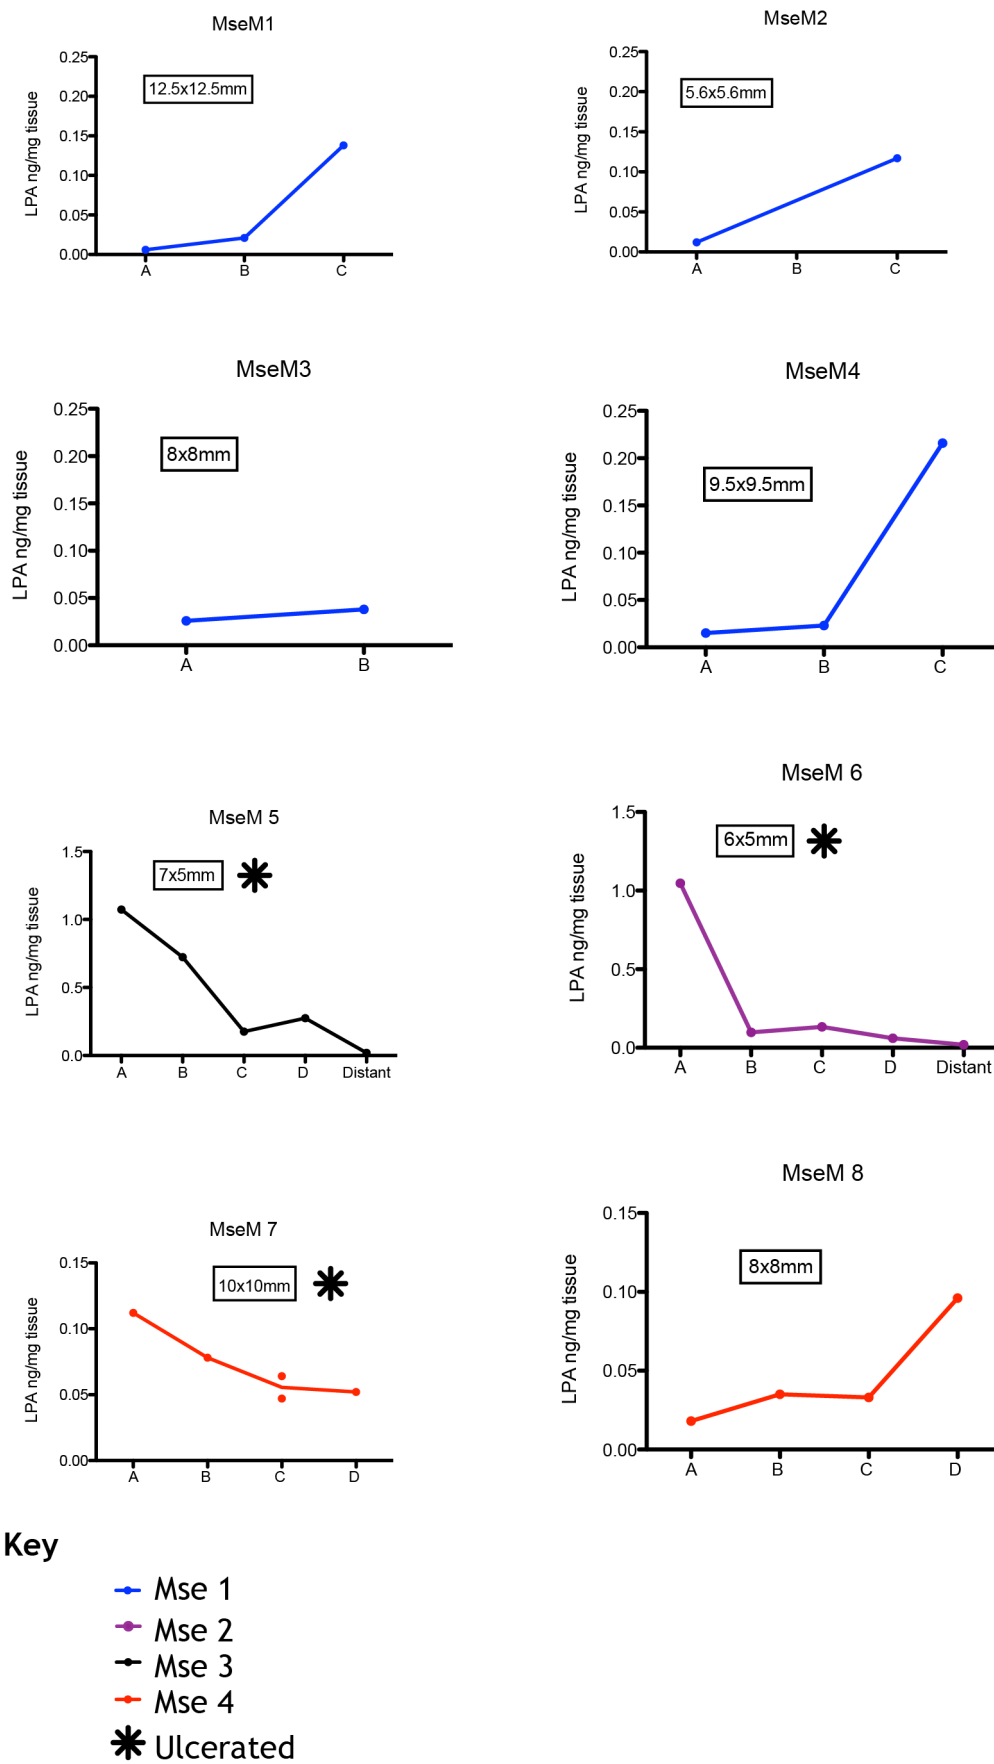 MseM1
0.25
0.20
0.15
0.10
0.05
0.00
LPA ng/mg tissue
12.5x12.5mm
A B C
MseM2
0.25
0.20
0.15
0.10
0.05
0.00
LPA ng/mg tissue
5.6x5.6mm
A B C
MseM3
0.25
0.20
0.15
0.10
0.05
0.00
LPA ng/mg tissue
8x8mm
A B
MseM4
0.25
0.20
0.15
0.10
0.05
0.00
LPA ng/mg tissue
9.5x9.5mm
A B C
MseM 5
1.5
1.0
0.5
0.0
LPA ng/mg tissue
7x5mm
A B C D Distant
MseM 6
1.5
1.0
0.5
0.0
LPA ng/mg tissue
6x5mm
A B C D Distant
MseM 7
0.15
0.10
0.05
0.00
LPA ng/mg tissue
10x10mm
A B C D
MseM 8
0.15
0.10
0.05
0.00
LPA ng/mg tissue
8x8mm
A B C D
Key
Mse 1
Mse 2
Mse 3
Mse 4
Ulcerated